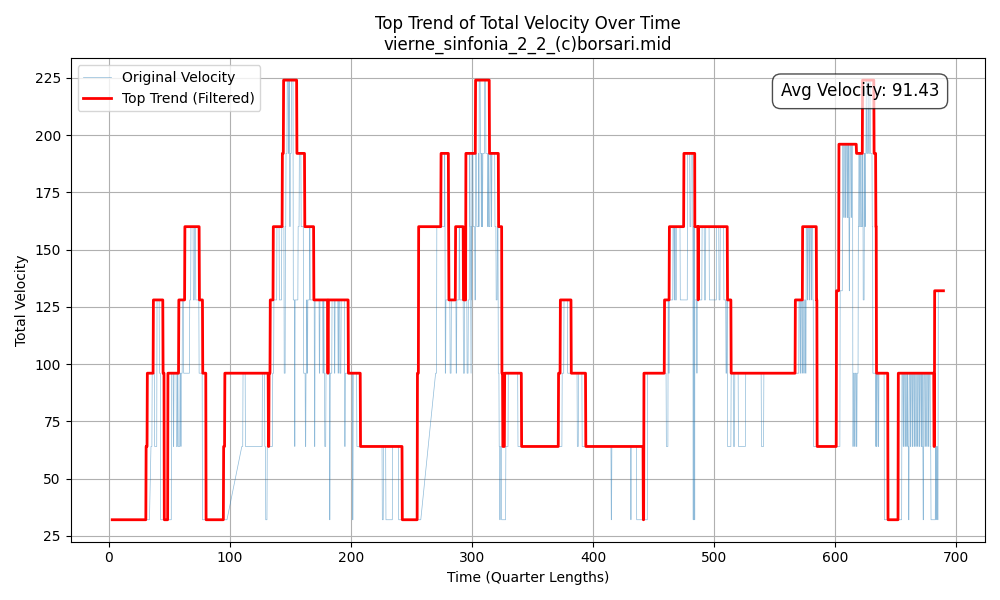 Top Trend of Total Velocity Over Time
vierne_sinfonia_2_2_(c)borsari.mid
Original Velocity
Top Trend (Filtered)
Avg Velocity: 91.43
Total Velocity
225
200
175
150
125
100
75
50
25
0 100 200 300 400 500 600 700
Time (Quarter Lengths)